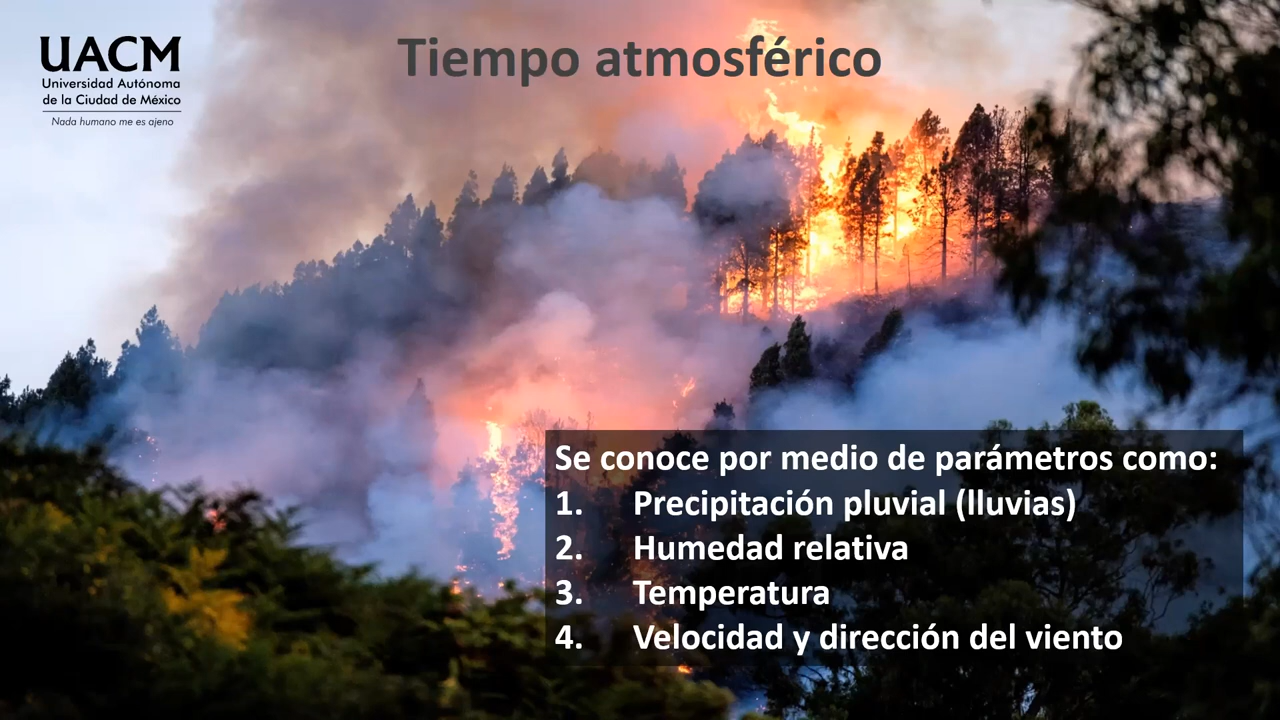 UACM
Universidad Autónoma
de la Ciudad de México
Nada humano me es ajeno
Tiempo atmosférico
Se conoce por medio de parámetros como:
1. Precipitación pluvial (lluvias)
2. Humedad relativa
3. Temperatura
4. Velocidad y dirección del viento